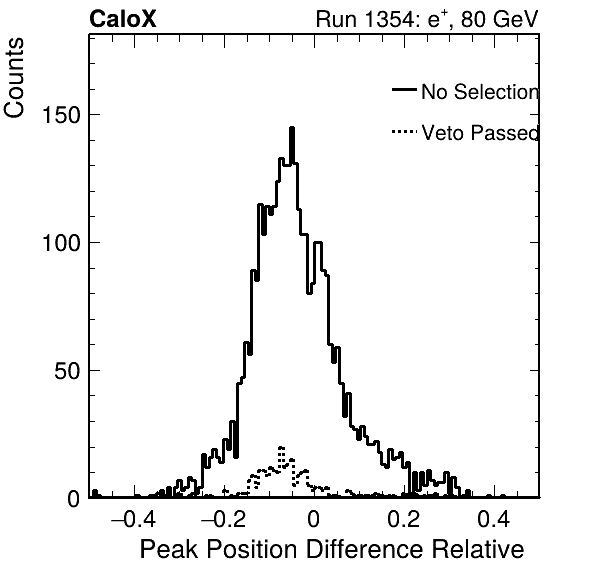 CaloX Run 1354: e+, 80 GeV
Counts
No Selection
Veto Passed
150
100
50
0
−0.4 −0.2 0 0.2 0.4
Peak Position Difference Relative